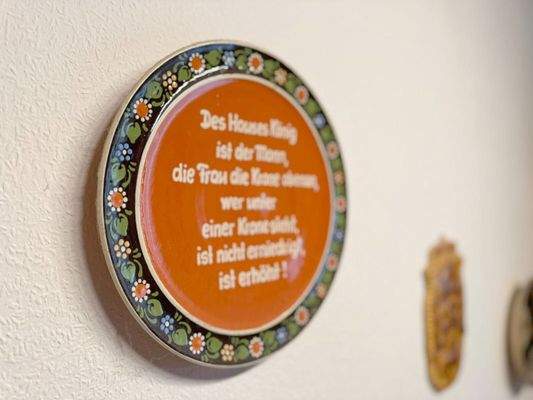 Des Hauses König
ist der Mann,
die Frau die Krone
wer unter
einer Krone steht,
ist nicht erniedrigt,
ist erhöht!